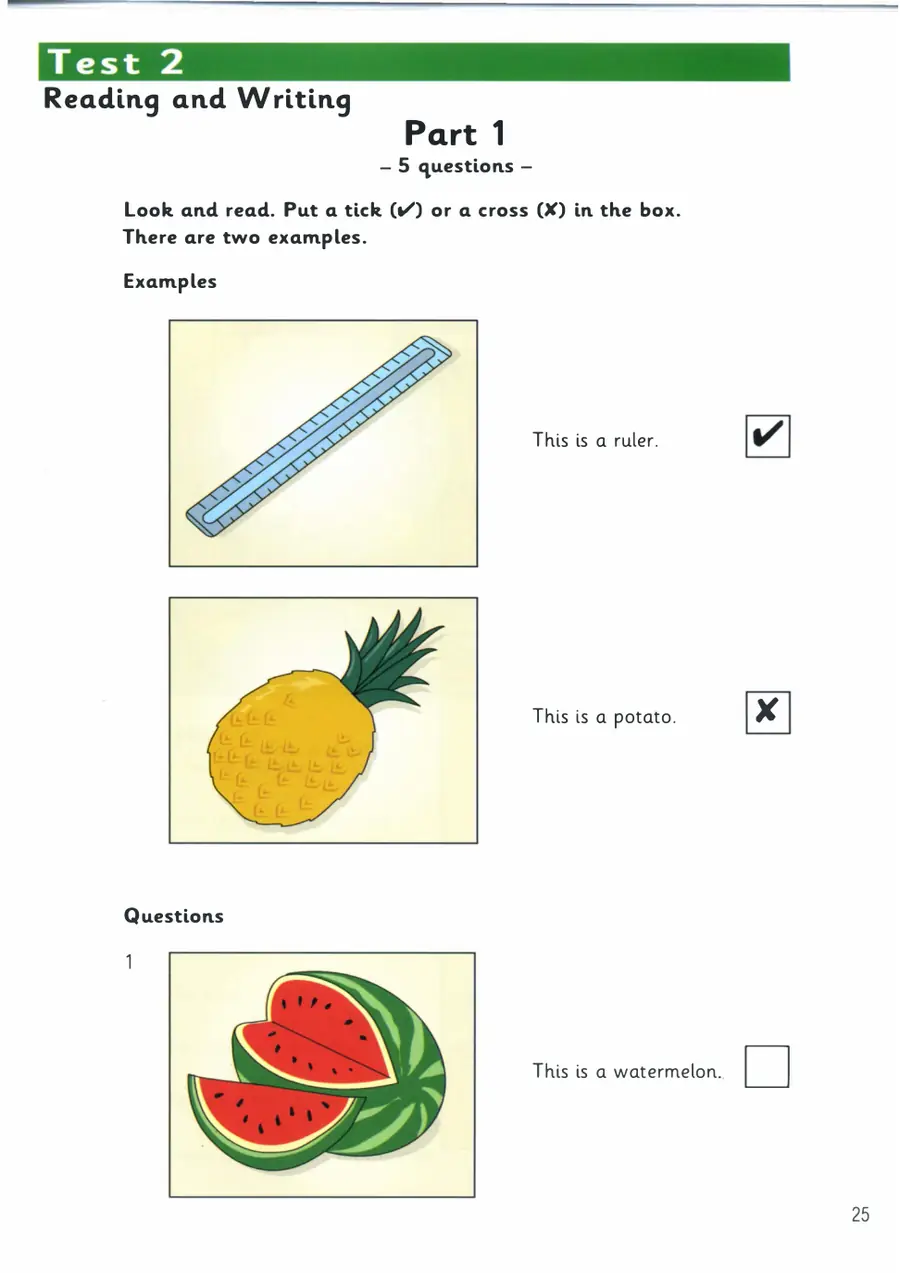 Test 2
Reading and Writing
Part 1
– 5 questions –
Look and read. Put a tick (✔) or a cross (✘) in the box.
There are two examples.
Examples
This is a ruler. ✔
This is a potato. ✘
Questions
1
This is a watermelon.
25